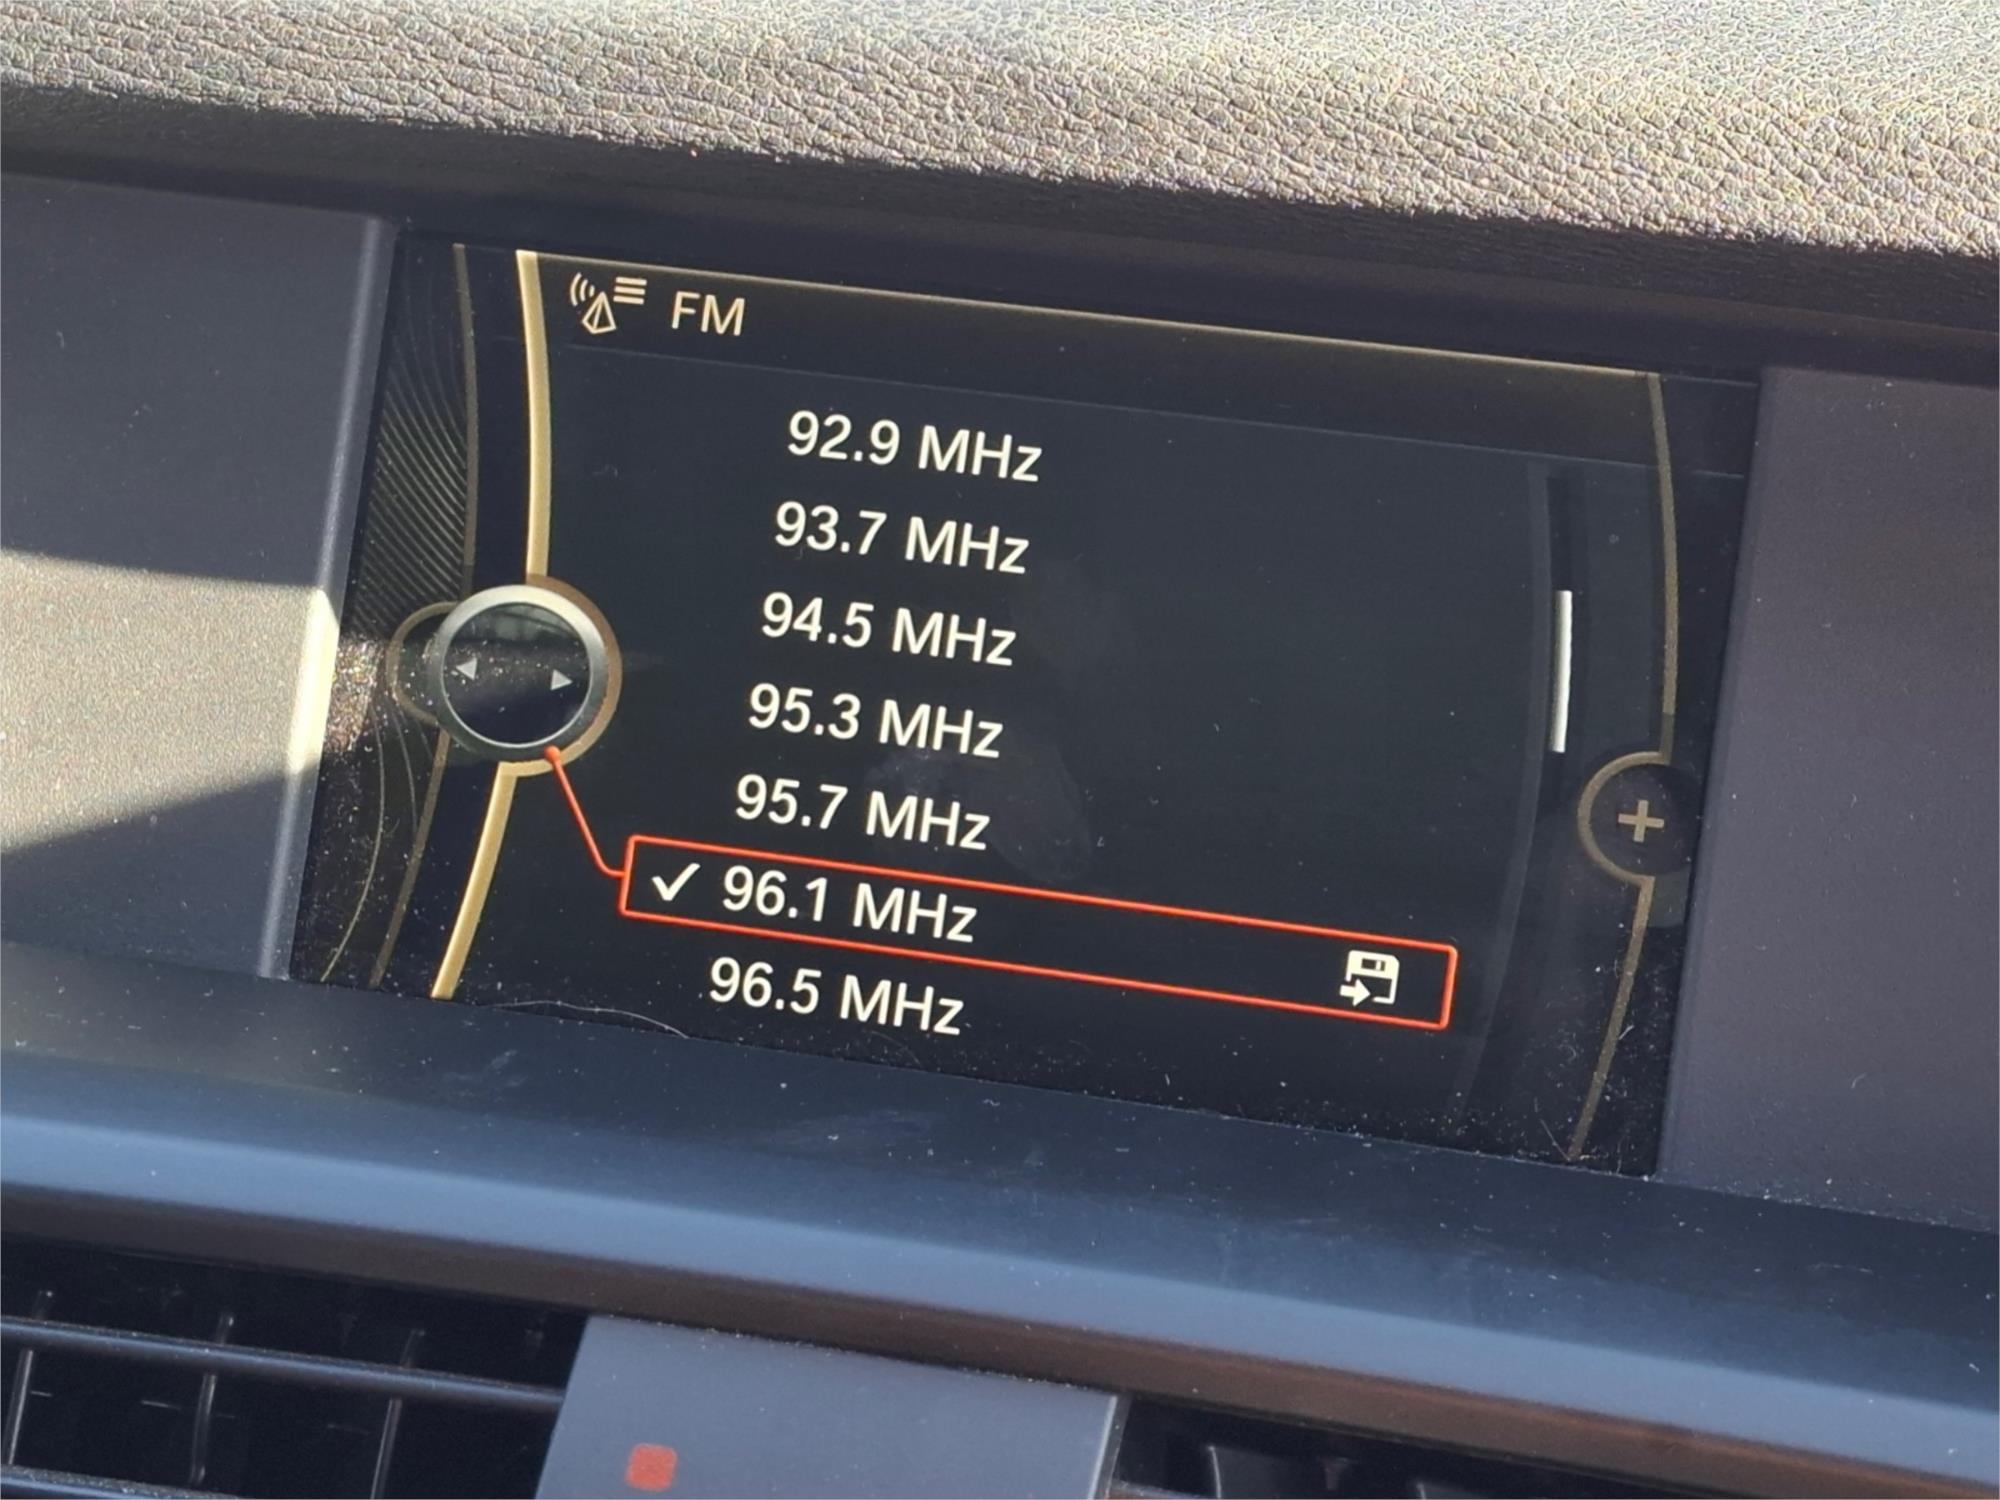 FM
92.9 MHz
93.7 MHz
94.5 MHz
95.3 MHz
95.7 MHz
✓ 96.1 MHz
96.5 MHz